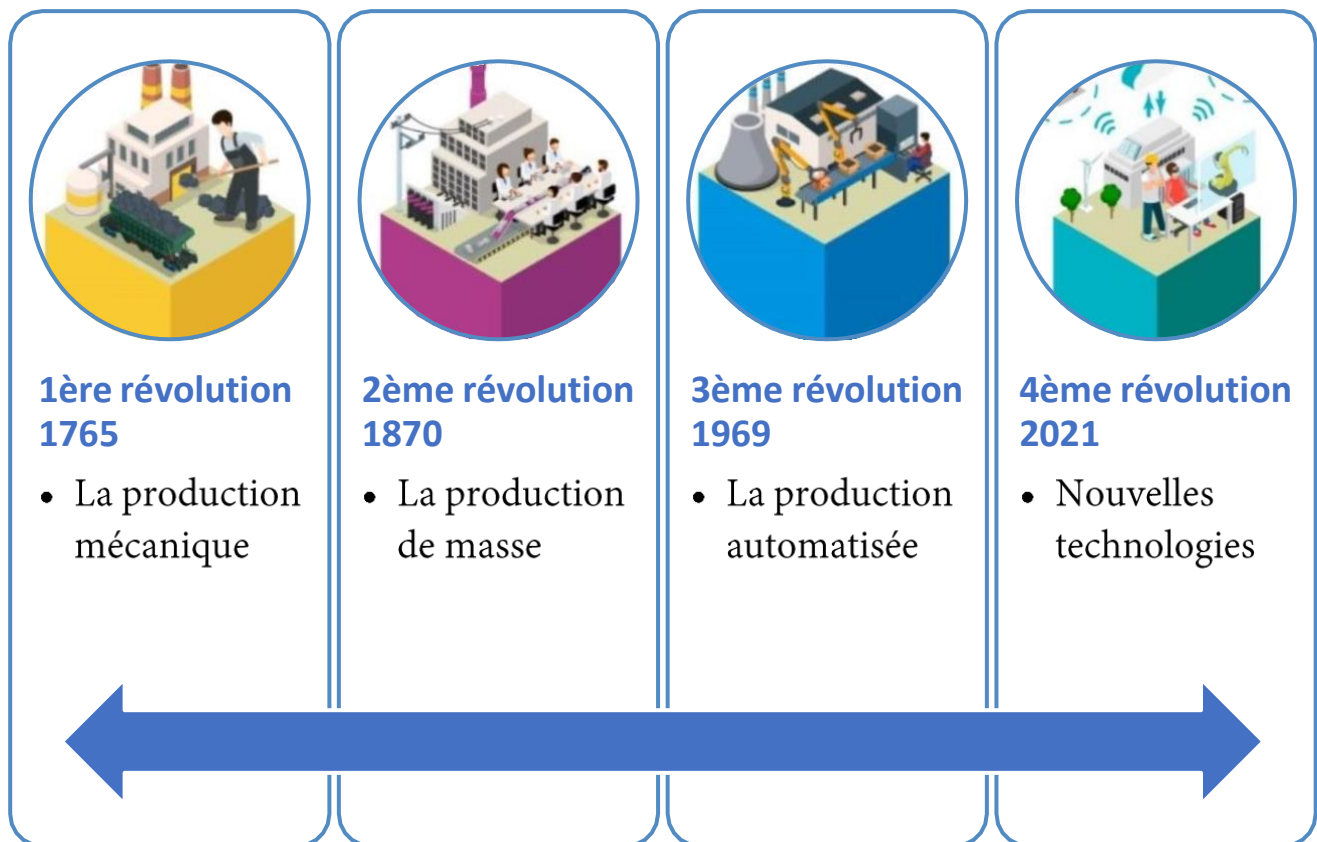 1ère révolution
1765
• La production
mécanique
2ème révolution
1870
• La production
de masse
3ème révolution
1969
• La production
automatisée
4ème révolution
2021
• Nouvelles
technologies